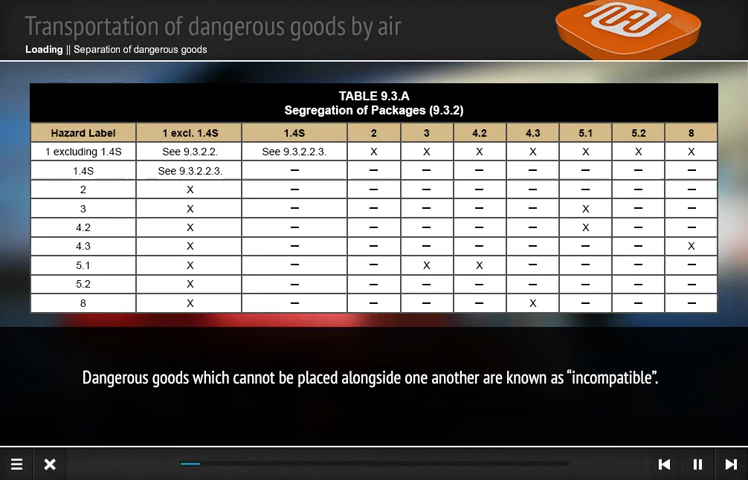 Transportation of dangerous goods by air
Loading || Separation of dangerous goods
TABLE 9.3.A
Segregation of Packages (9.3.2)
Hazard Label 1 excl. 1.4S 1.4S 2 3 4.2 4.3 5.1 5.2 8
1 excluding 1.4S See 9.3.2.2. See 9.3.2.2.3. X X X X X X X
1.4S See 9.3.2.2.3. – – – – – – – –
2 X – – – – – – – –
3 X – – – – – X – –
4.2 X – – – – – X – –
4.3 X – – – – – – – X
5.1 X – – X X – – – –
5.2 X – – – – – – – –
8 X – – – – X – – –
Dangerous goods which cannot be placed alongside one another are known as “incompatible”.